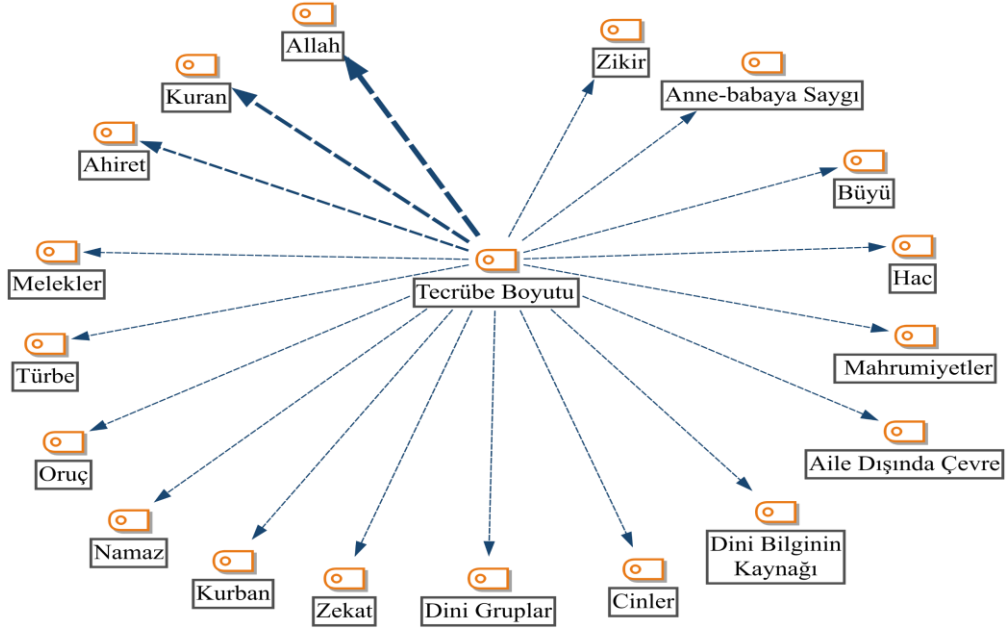 Allah
Zikir
Kuran
Anne-babaya Saygı
Ahiret
Büyü
Melekler
Hac
Tecrübe Boyutu
Türbe
Mahrumiyetler
Oruç
Aile Dışında Çevre
Namaz
Dini Bilginin
Kaynağı
Kurban
Zekat
Dini Gruplar
Cinler